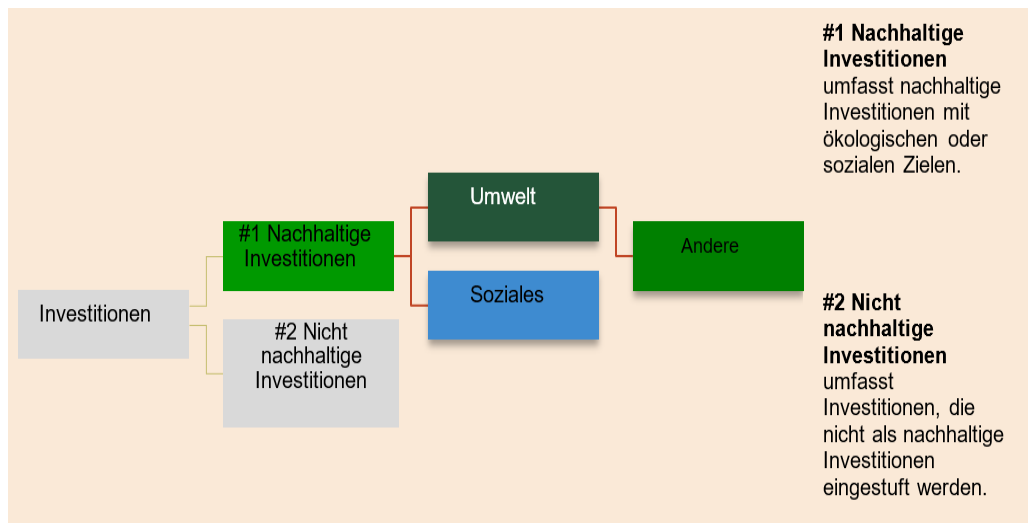 Investitionen
#1 Nachhaltige
Investitionen
#2 Nicht
nachhaltige
Investitionen
Umwelt
Soziales
Andere
#1 Nachhaltige
Investitionen
umfasst nachhaltige
Investitionen mit
ökologischen oder
sozialen Zielen.
#2 Nicht
nachhaltige
Investitionen
umfasst
Investitionen, die
nicht als nachhaltige
Investitionen
eingestuft werden.